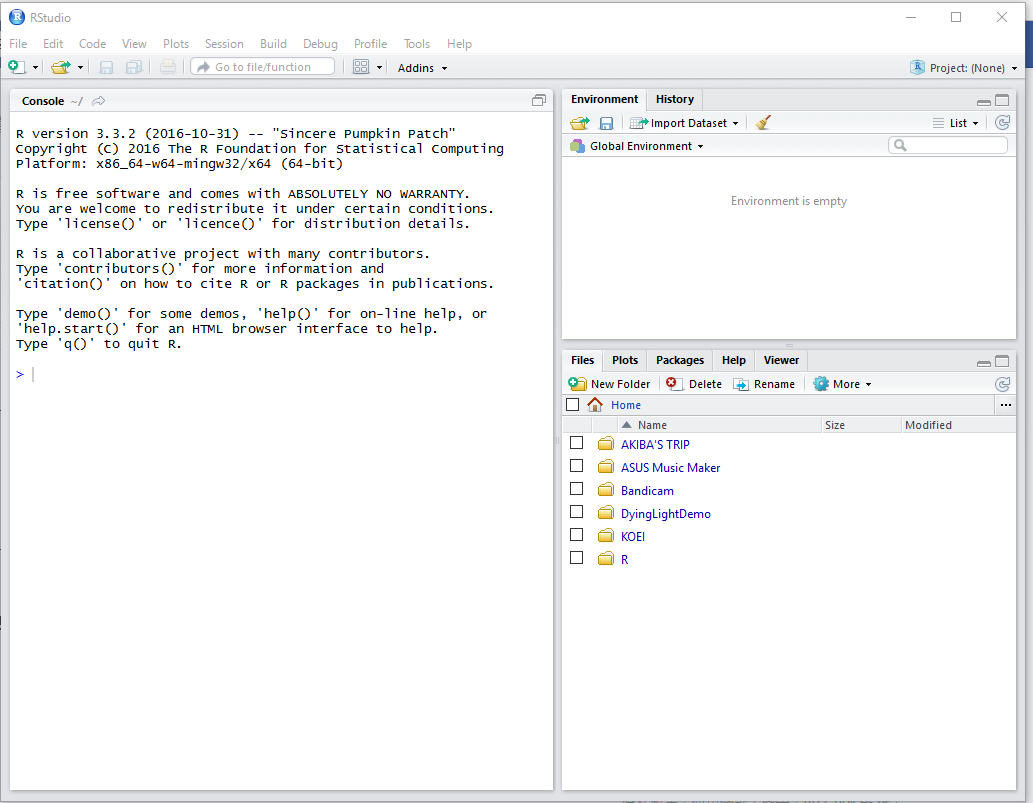 RStudio
File Edit Code View Plots Session Build Debug Profile Tools Help
Go to file/function Addins Project: (None)
Console ~/
R version 3.3.2 (2016-10-31) -- "Sincere Pumpkin Patch"
Copyright (C) 2016 The R Foundation for Statistical Computing
Platform: x86_64-w64-mingw32/x64 (64-bit)
R is free software and comes with ABSOLUTELY NO WARRANTY.
You are welcome to redistribute it under certain conditions.
Type 'license()' or 'licence()' for distribution details.
R is a collaborative project with many contributors.
Type 'contributors()' for more information and
'citation()' on how to cite R or R packages in publications.
Type 'demo()' for some demos, 'help()' for on-line help, or
'help.start()' for an HTML browser interface to help.
Type 'q()' to quit R.
>
Environment History
Import Dataset List
Global Environment
Environment is empty
Files Plots Packages Help Viewer
New Folder Delete Rename More
Home ...
Name Size Modified
AKIBA'S TRIP
ASUS Music Maker
Bandicam
DyingLightDemo
KOEI
R